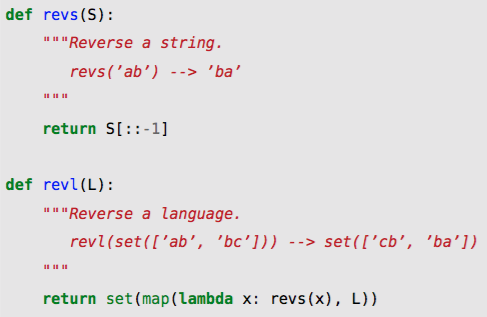 def revs(S):
    """Reverse a string.
       revs(’ab’) --> ’ba’
    """
    return S[::-1]
def revl(L):
    """Reverse a language.
       revl(set([’ab’, ’bc’])) --> set([’cb’, ’ba’])
    """
    return set(map(lambda x: revs(x), L))